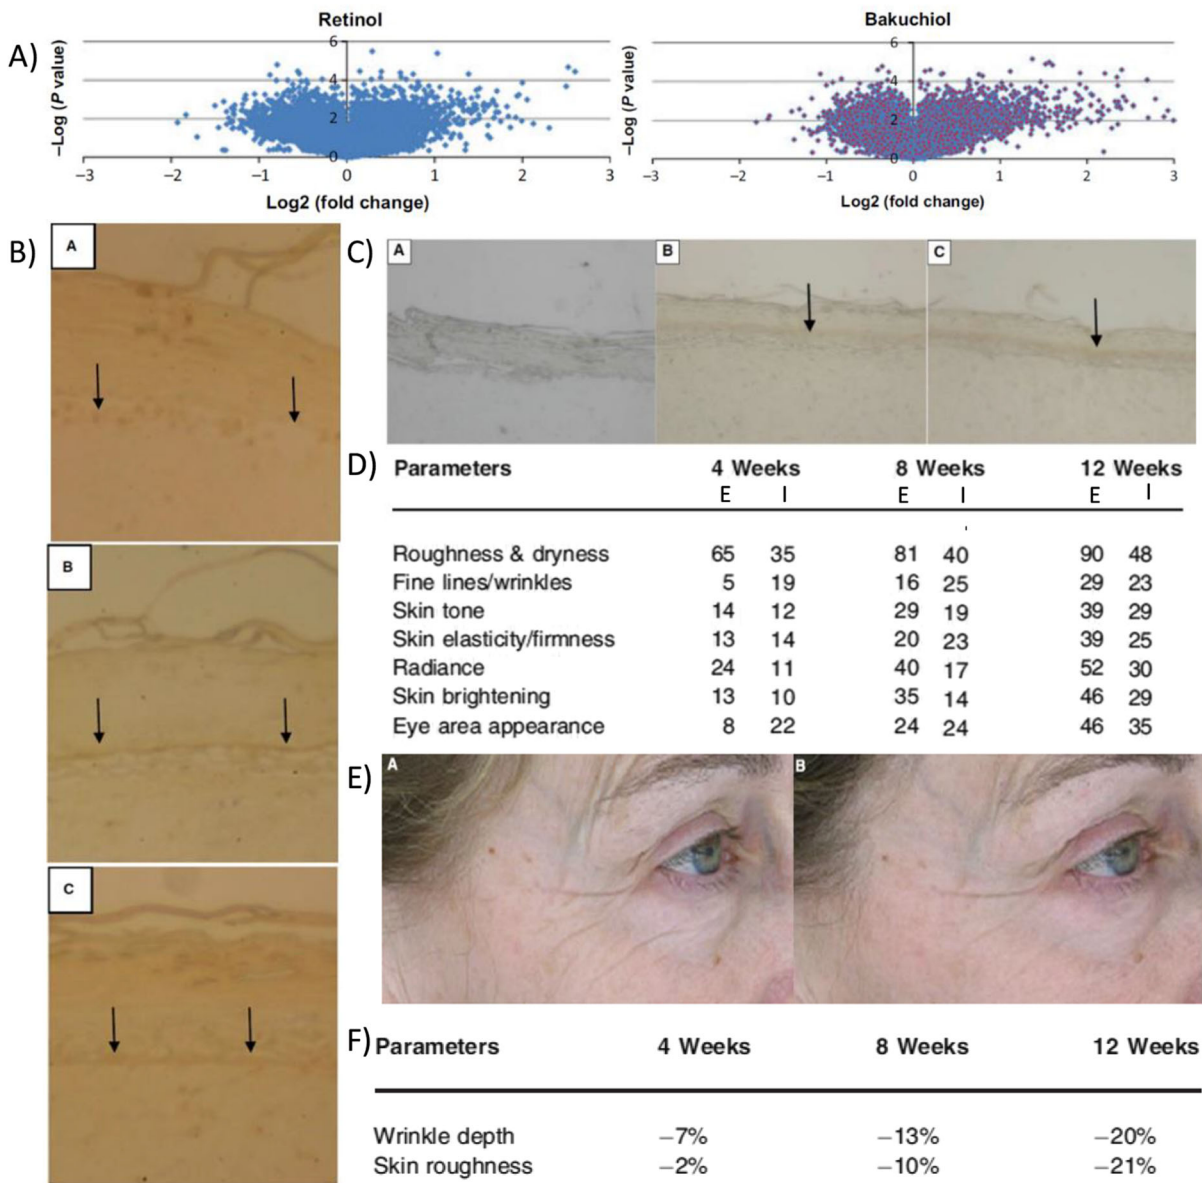 A)
Retinol
6
4
2
0
–3 –2 –1 0 1 2 3
–Log (P value)
Log2 (fold change)
Bakuchiol
6
4
2
0
–3 –2 –1 0 1 2 3
–Log (P value)
Log2 (fold change)
B)
A
B
C
C)
A
B
C
D)
Parameters 4 Weeks 8 Weeks 12 Weeks
E I E I E I
Roughness & dryness 65 35 81 40 90 48
Fine lines/wrinkles 5 19 16 25 29 23
Skin tone 14 12 29 19 39 29
Skin elasticity/firmness 13 14 20 23 39 25
Radiance 24 11 40 17 52 30
Skin brightening 13 10 35 14 46 29
Eye area appearance 8 22 24 24 46 35
E)
A
B
F)
Parameters 4 Weeks 8 Weeks 12 Weeks
Wrinkle depth –7% –13% –20%
Skin roughness –2% –10% –21%